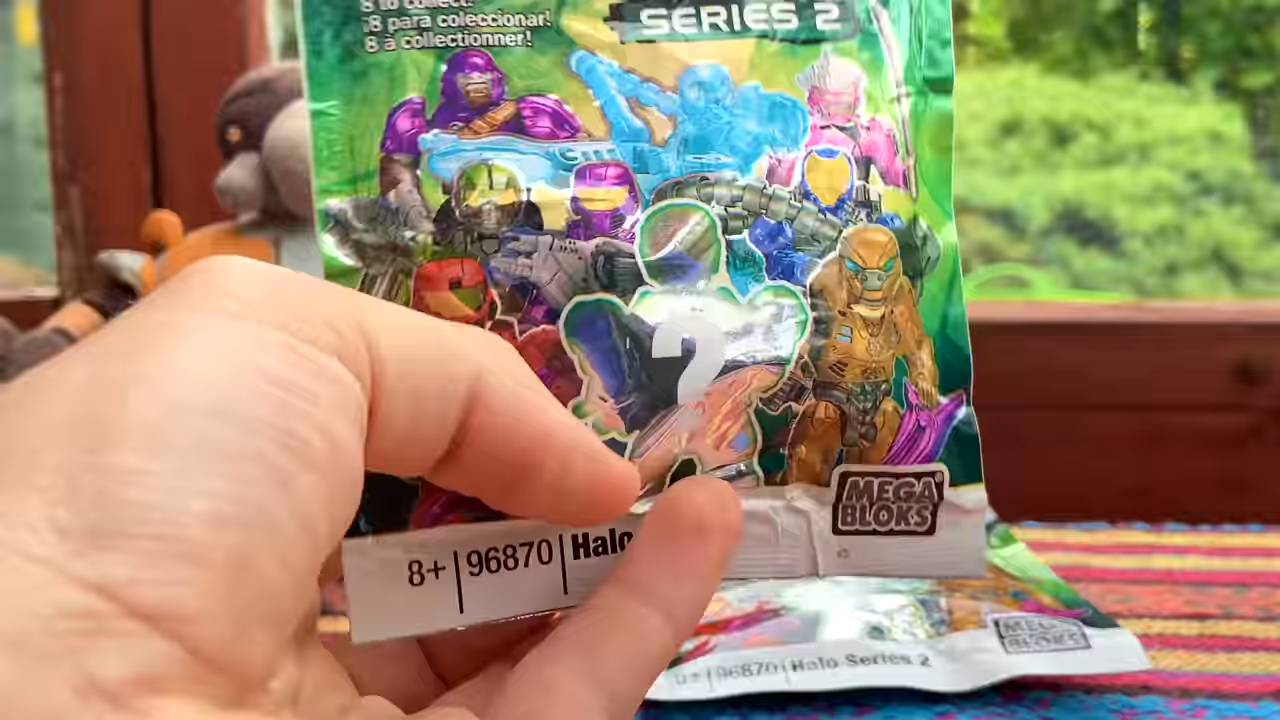 8 to collect!
¡8 para coleccionar!
8 à collectionner!
SERIES 2
?
MEGA
BLOKS
8+ | 96870 | Halo
MEGA
BLOKS
8+ | 96870 | Halo Series 2